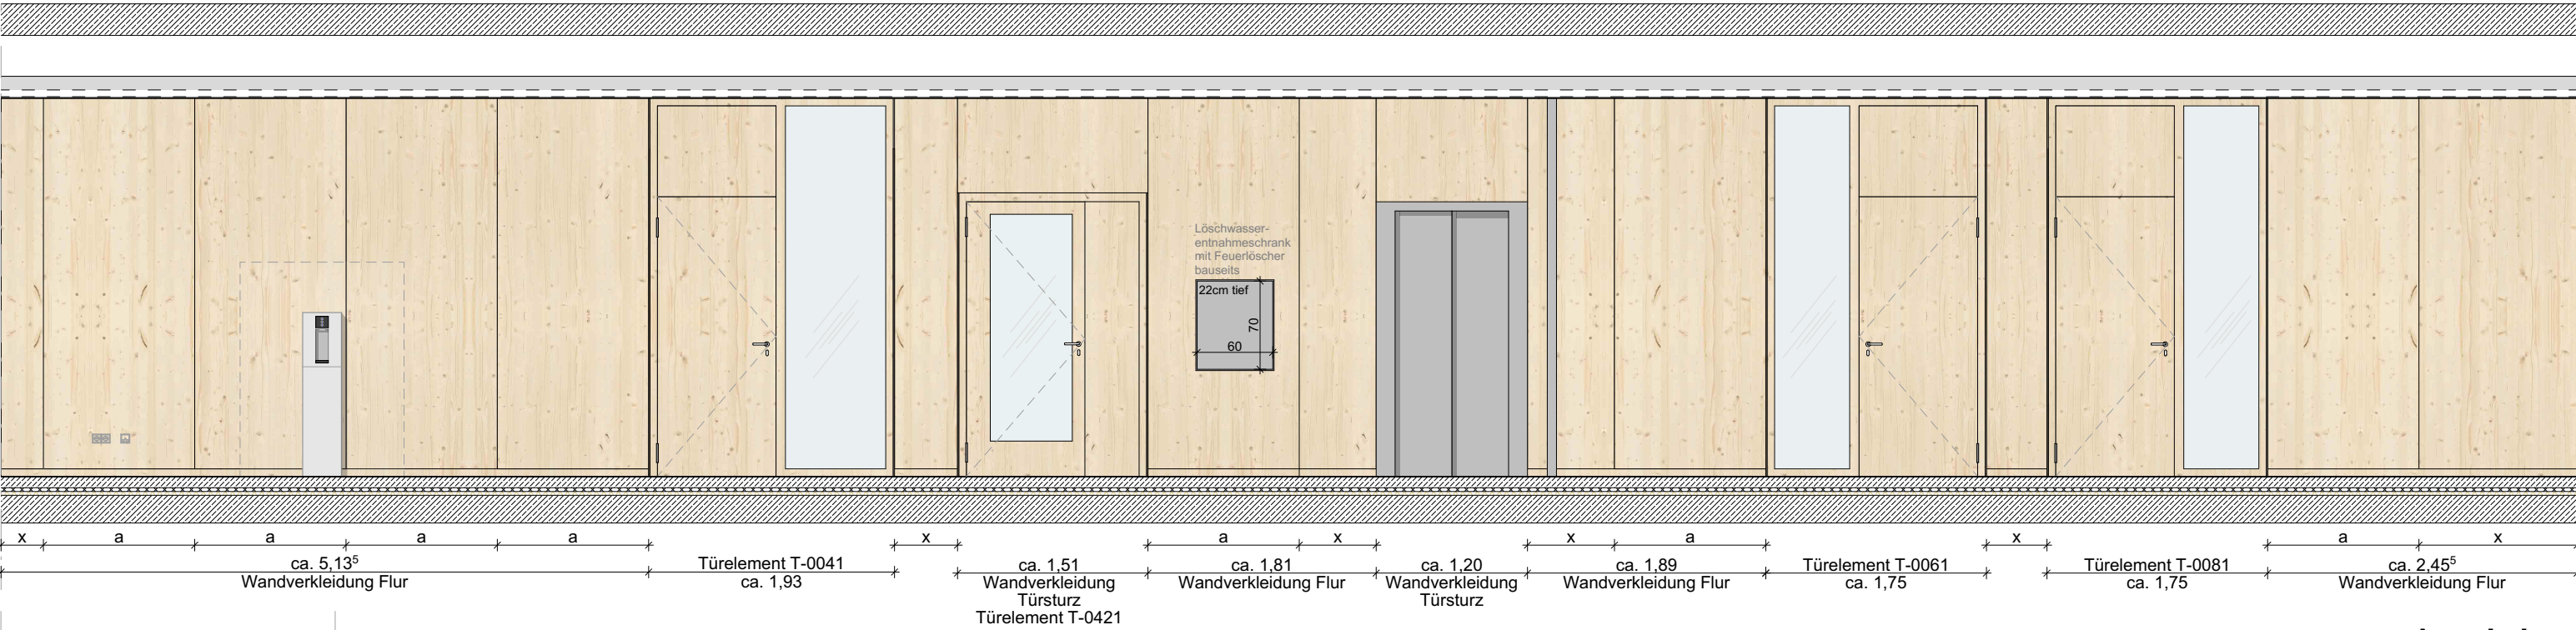 Löschwasser-
entnahmeschrank
mit Feuerlöscher
bauseits
22cm tief
70
60
x a a a a x a x x a x a x
ca. 5,13⁵
Wandverkleidung Flur
Türelement T-0041
ca. 1,93
ca. 1,51
Wandverkleidung
Türsturz
Türelement T-0421
ca. 1,81
Wandverkleidung Flur
ca. 1,20
Wandverkleidung
Türsturz
ca. 1,89
Wandverkleidung Flur
Türelement T-0061
ca. 1,75
Türelement T-0081
ca. 1,75
ca. 2,45⁵
Wandverkleidung Flur